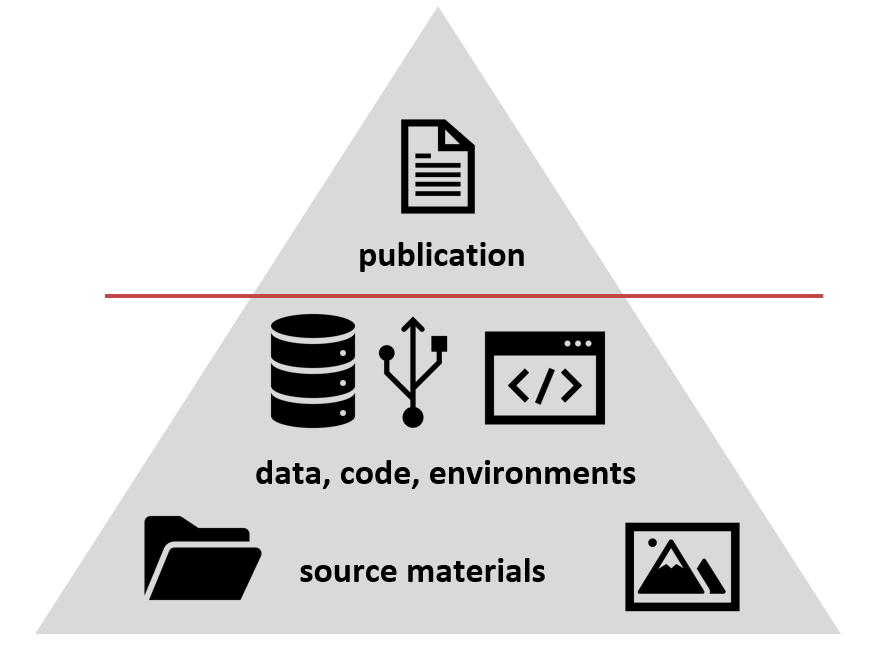 publication
</>
data, code, environments
source materials